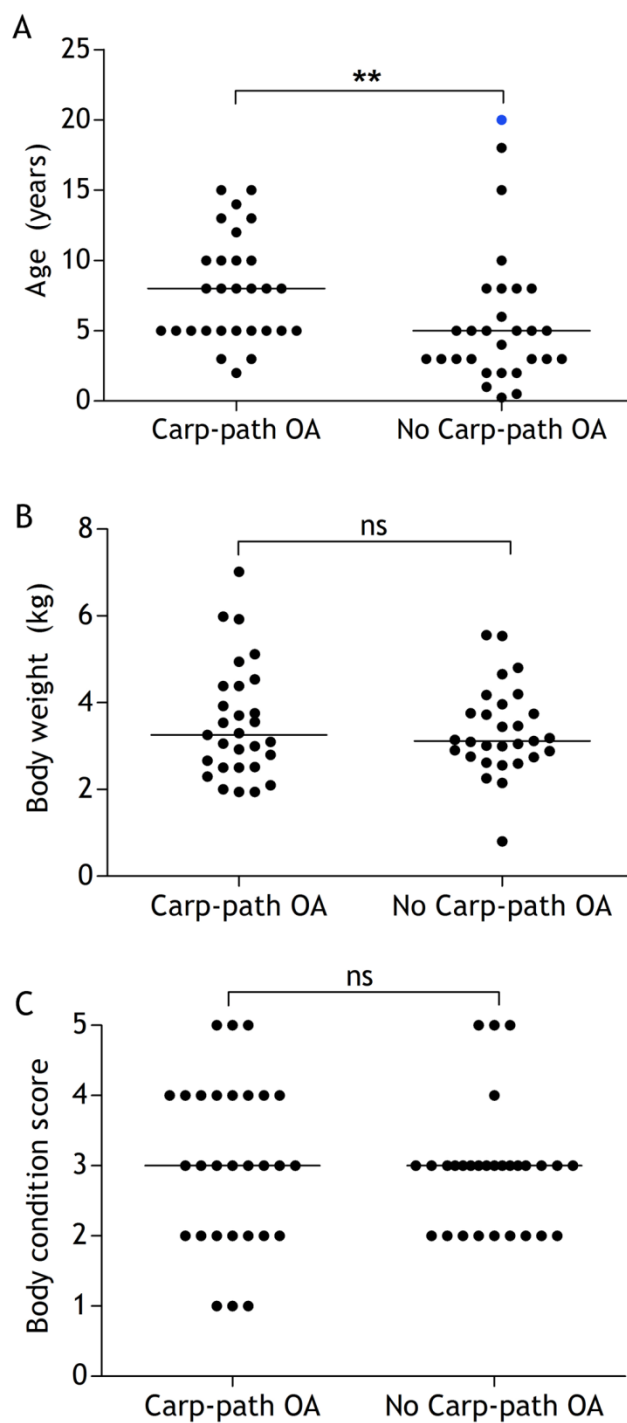 A
25
**
20
15
10
5
0
Age (years)
Carp-path OA No Carp-path OA
B
8
ns
6
4
2
0
Body weight (kg)
Carp-path OA No Carp-path OA
C
ns
5
4
3
2
1
0
Body condition score
Carp-path OA No Carp-path OA